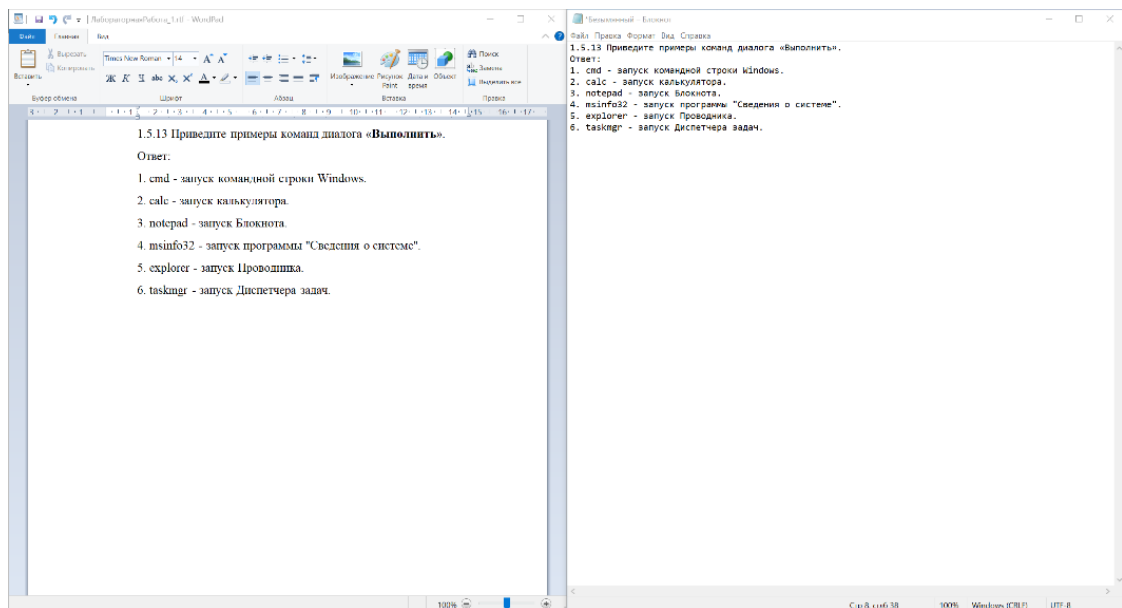 ЛабораторнаяРабота_1.rtf - WordPad
Файл Главная Вид
Вставить
Вырезать
Копировать
Буфер обмена
Times New Roman 14
Ж К Ч abc X, X' A
Шрифт
Абзац
Изображение
Рисунок Paint
Дата и время
Объект
Вставка
Поиск
Замена
Выделить все
Правка
1.5.13 Приведите примеры команд диалога «Выполнить».
Ответ:
1. cmd - запуск командной строки Windows.
2. calc - запуск калькулятора.
3. notepad - запуск Блокнота.
4. msinfo32 - запуск программы "Сведения о системе".
5. explorer - запуск Проводника.
6. taskmgr - запуск Диспетчера задач.
100%
*Безымянный - Блокнот
Файл Правка Формат Вид Справка
1.5.13 Приведите примеры команд диалога «Выполнить».
Ответ:
1. cmd - запуск командной строки Windows.
2. calc - запуск калькулятора.
3. notepad - запуск Блокнота.
4. msinfo32 - запуск программы "Сведения о системе".
5. explorer - запуск Проводника.
6. taskmgr - запуск Диспетчера задач.
Стр 8, стлб 38 100% Windows (CRLF) UTF-8